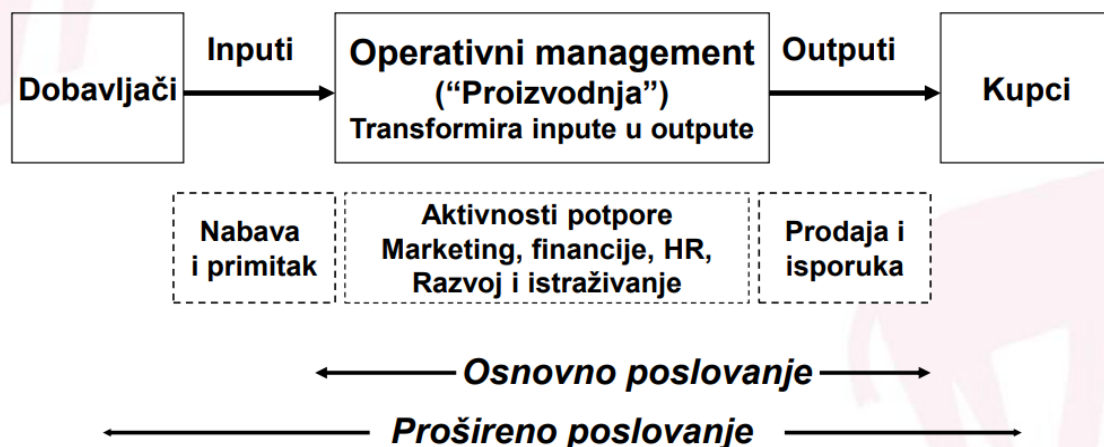 Dobavljači
Inputi
Operativni management
(“Proizvodnja”)
Transformira inpute u outpute
Outputi
Kupci
Nabava
i primitak
Aktivnosti potpore
Marketing, financije, HR,
Razvoj i istraživanje
Prodaja i
isporuka
Osnovno poslovanje
Prošireno poslovanje